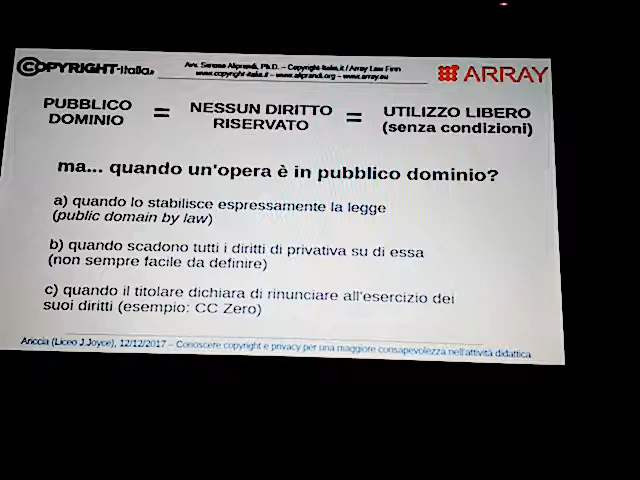 COPYRIGHT-Italia.it
Avv. Simone Aliprandi, Ph.D. – Copyright-Italia.it / Array Law Firm
www.copyright-italia.it – www.aliprandi.org – www.array.eu
ARRAY
PUBBLICO DOMINIO = NESSUN DIRITTO RISERVATO = UTILIZZO LIBERO (senza condizioni)
ma... quando un'opera è in pubblico dominio?
a) quando lo stabilisce espressamente la legge
(public domain by law)
b) quando scadono tutti i diritti di privativa su di essa
(non sempre facile da definire)
c) quando il titolare dichiara di rinunciare all'esercizio dei
suoi diritti (esempio: CC Zero)
Ariccia (Liceo J.Joyce), 12/12/2017 – Conoscere copyright e privacy per una maggiore consapevolezza nell'attività didattica